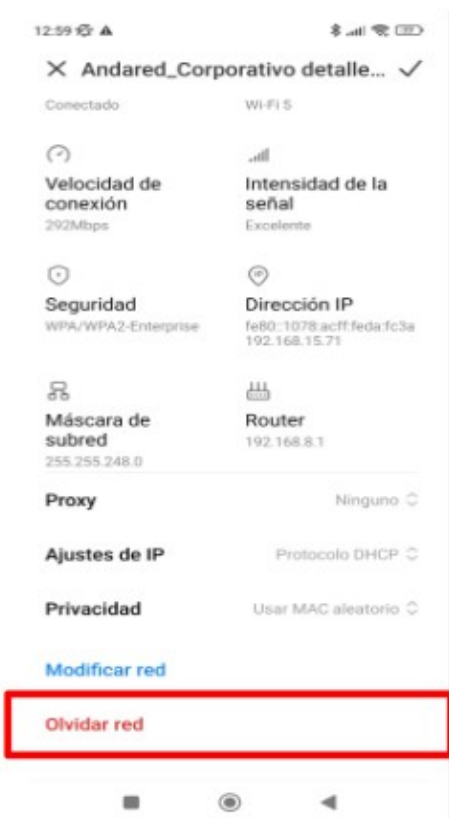 12:59
Andared_Corporativo detalle...
Conectado
Wi-Fi 5
Velocidad de
conexión
292Mbps
Intensidad de la
señal
Excelente
Seguridad
WPA/WPA2-Enterprise
Dirección IP
fe80::1078:acff:feda:fc3a
192.168.15.71
Máscara de
subred
255.255.248.0
Router
192.168.8.1
Proxy
Ninguno
Ajustes de IP
Protocolo DHCP
Privacidad
Usar MAC aleatorio
Modificar red
Olvidar red